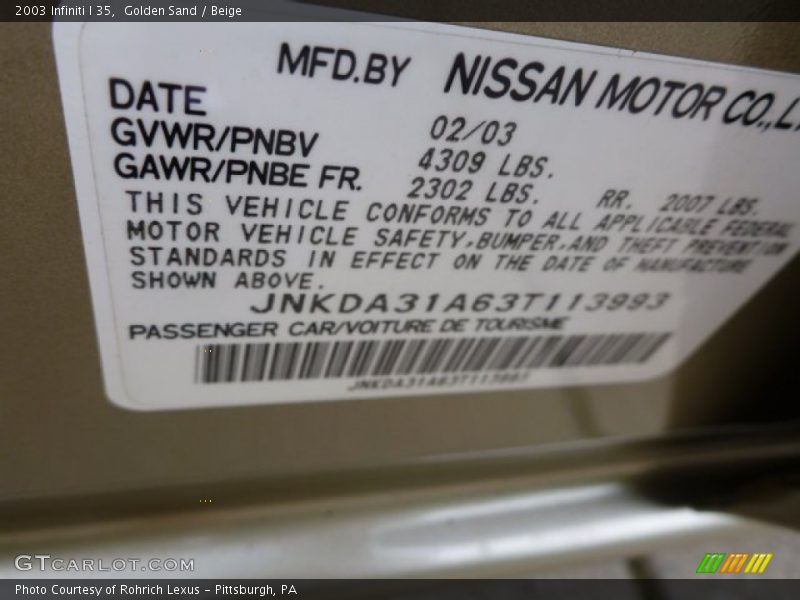 2003 Infiniti I 35,  Golden Sand / Beige
MFD.BY NISSAN MOTOR CO.,LT
DATE 02/03
GVWR/PNBV 4309 LBS.
GAWR/PNBE FR. 2302 LBS. RR. 2007 LBS.
THIS VEHICLE CONFORMS TO ALL APPLICABLE FEDERAL
MOTOR VEHICLE SAFETY,BUMPER,AND THEFT PREVENTION
STANDARDS IN EFFECT ON THE DATE OF MANUFACTURE
SHOWN ABOVE.
JNKDA31A63T113993
PASSENGER CAR/VOITURE DE TOURISME
JNKDA31A63T113993
GTCARLOT.COM
Photo Courtesy of Rohrich Lexus - Pittsburgh, PA